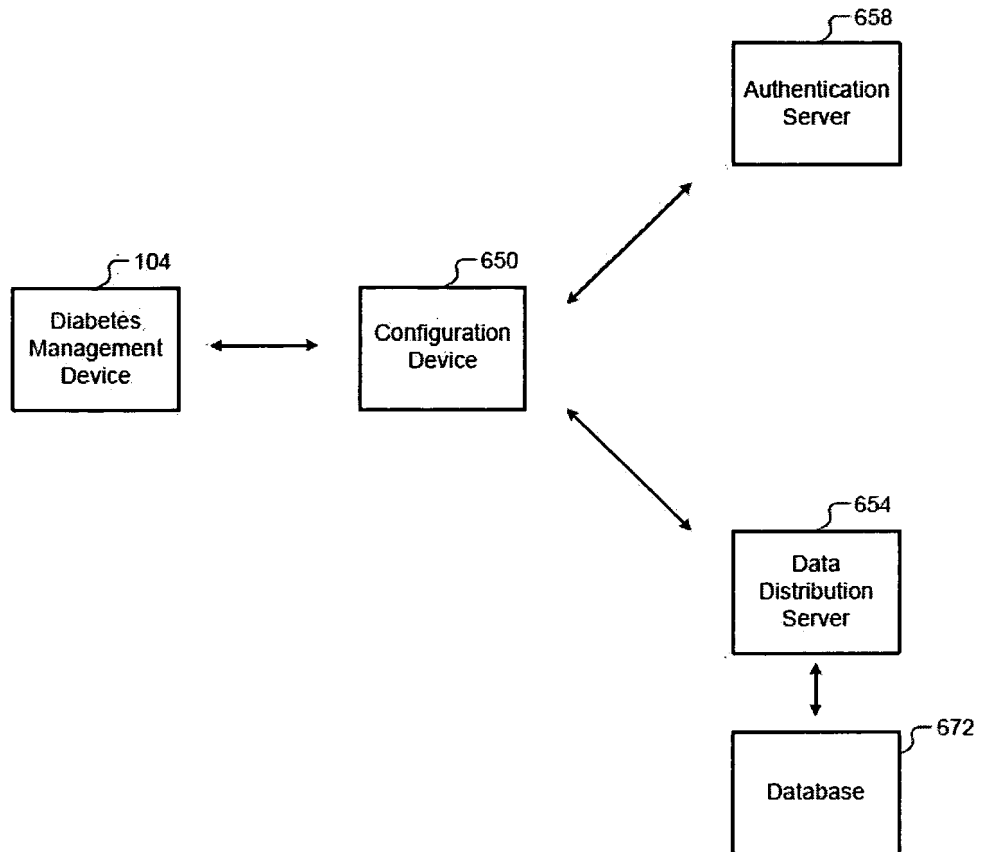 658
Authentication
Server
104
Diabetes
Management
Device
650
Configuration
Device
654
Data
Distribution
Server
672
Database